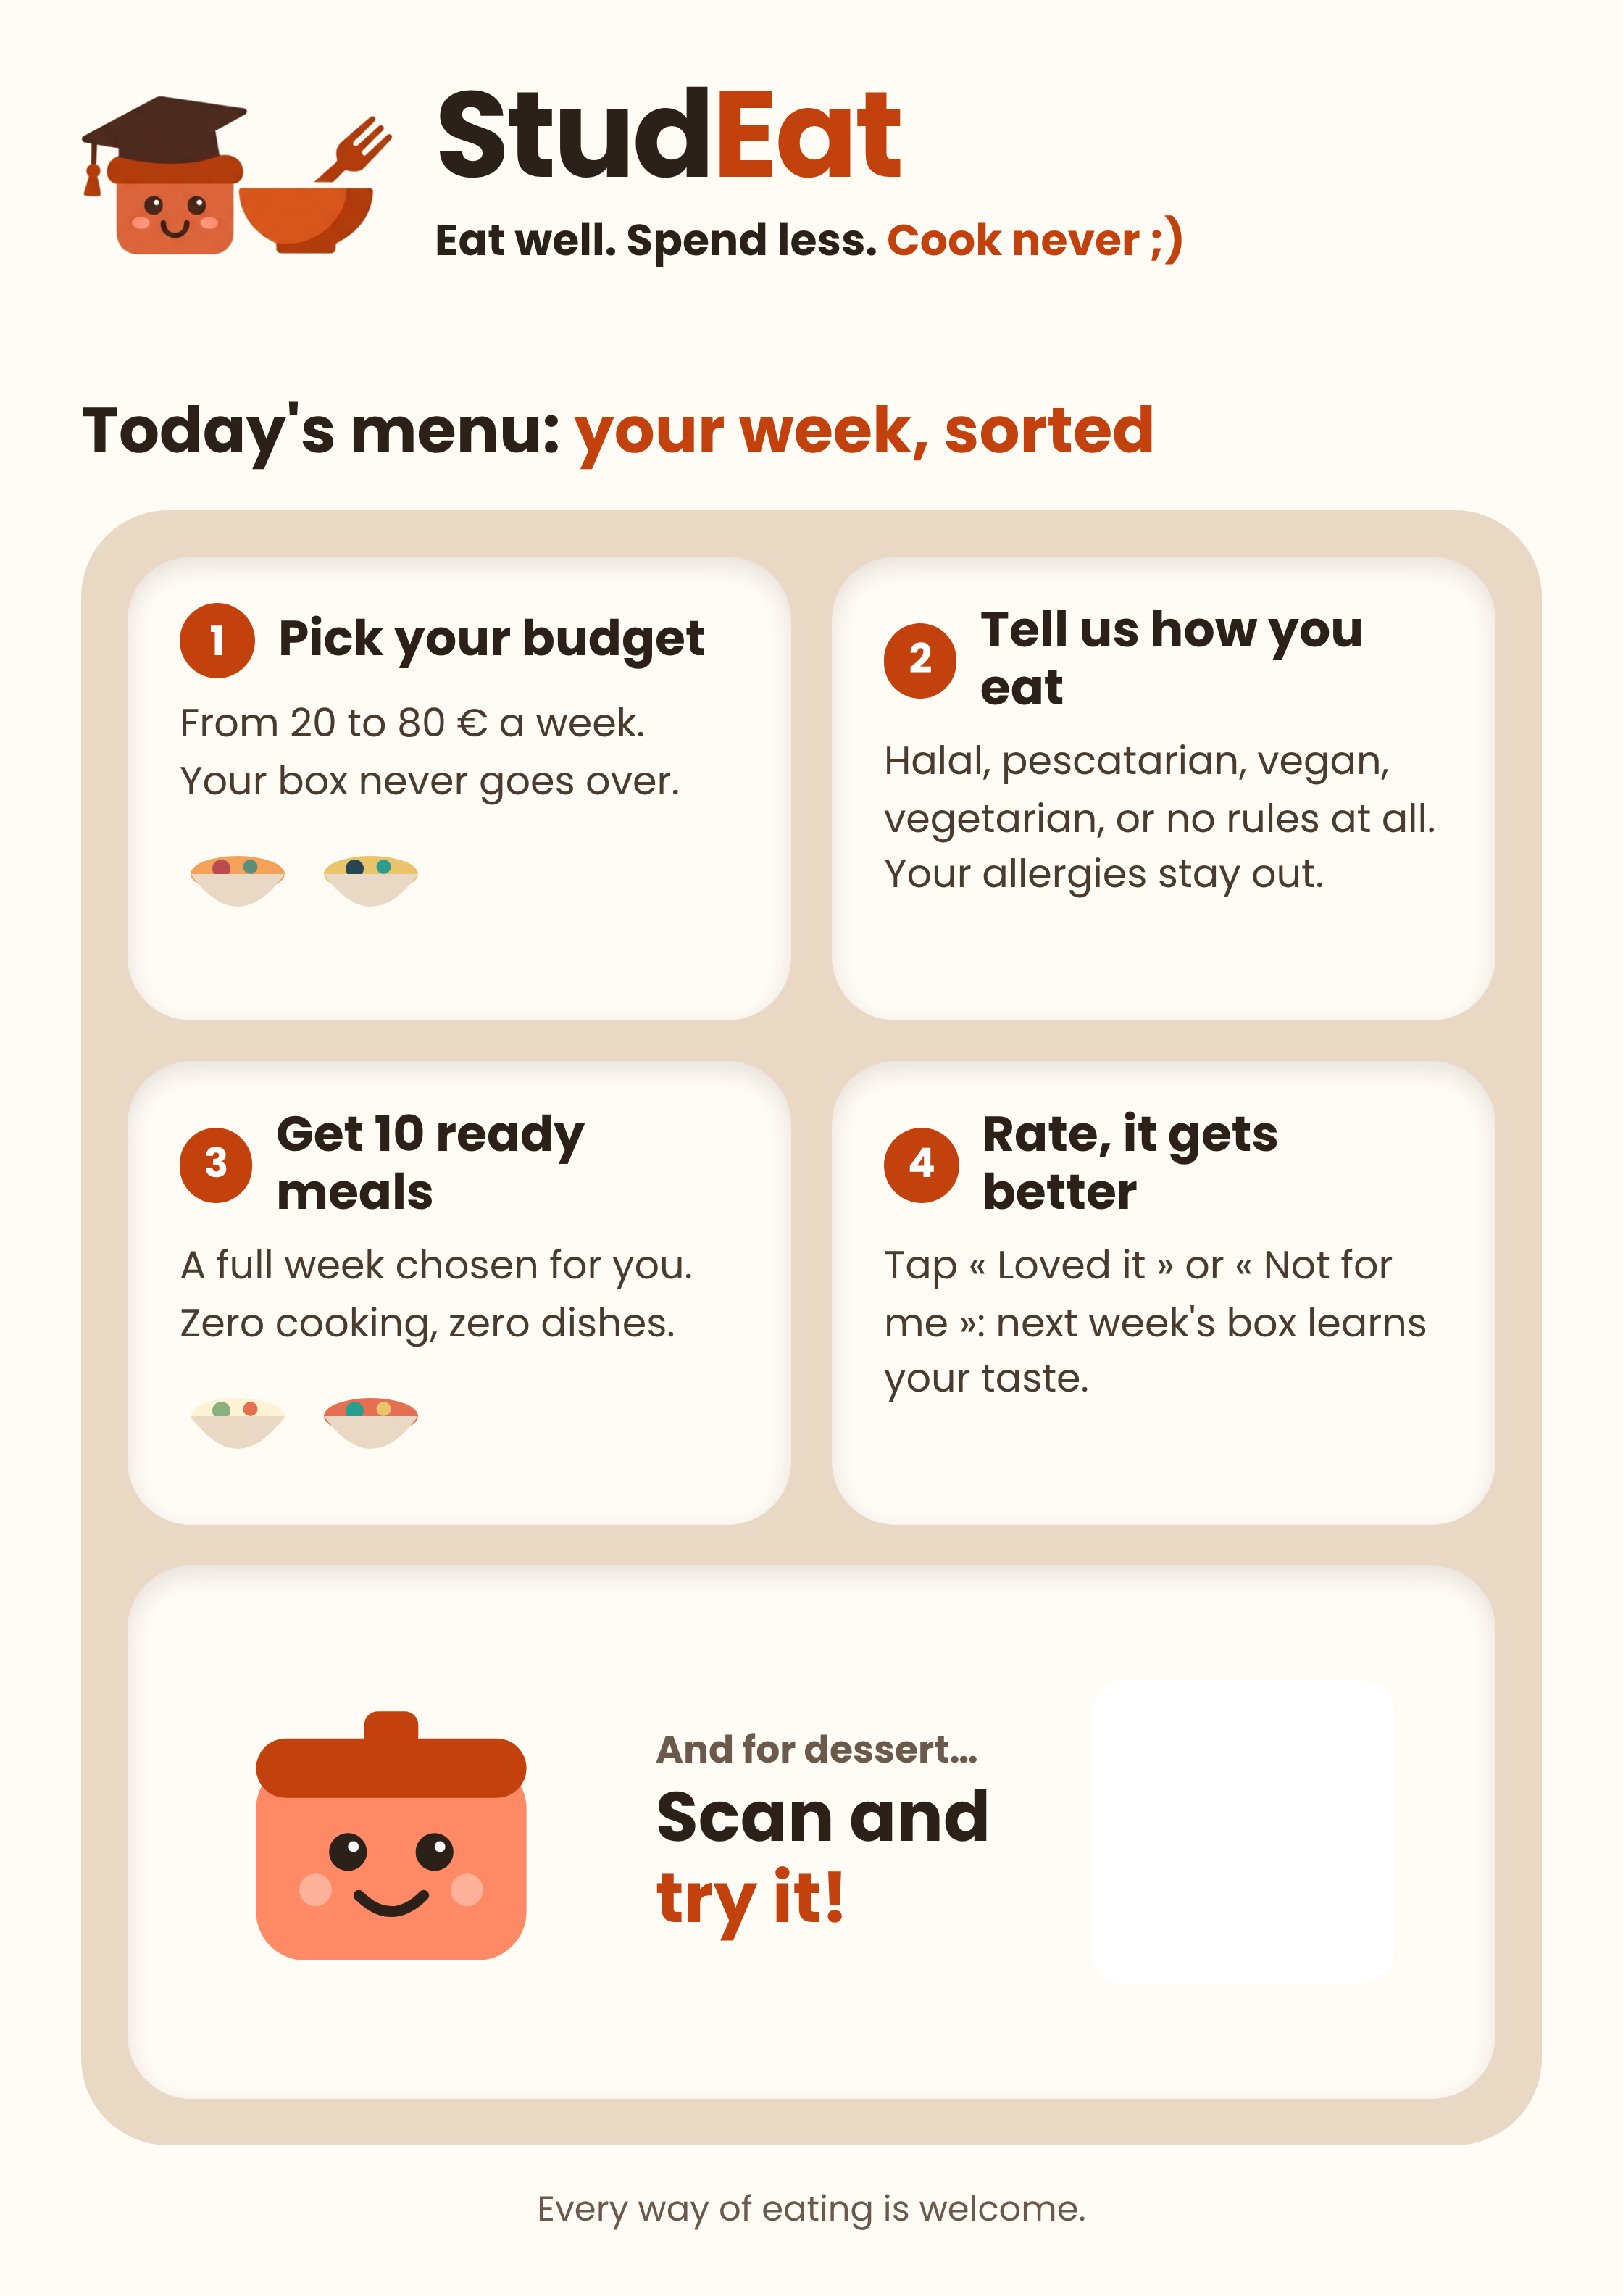 StudEat
Eat well. Spend less. Cook never ;)
Today's menu: your week, sorted
1
Pick your budget
From 20 to 80 € a week.
Your box never goes over.
2
Tell us how you
eat
Halal, pescatarian, vegan,
vegetarian, or no rules at all.
Your allergies stay out.
3
Get 10 ready
meals
A full week chosen for you.
Zero cooking, zero dishes.
4
Rate, it gets
better
Tap « Loved it » or « Not for
me »: next week's box learns
your taste.
And for dessert…
Scan and
try it!
Every way of eating is welcome.